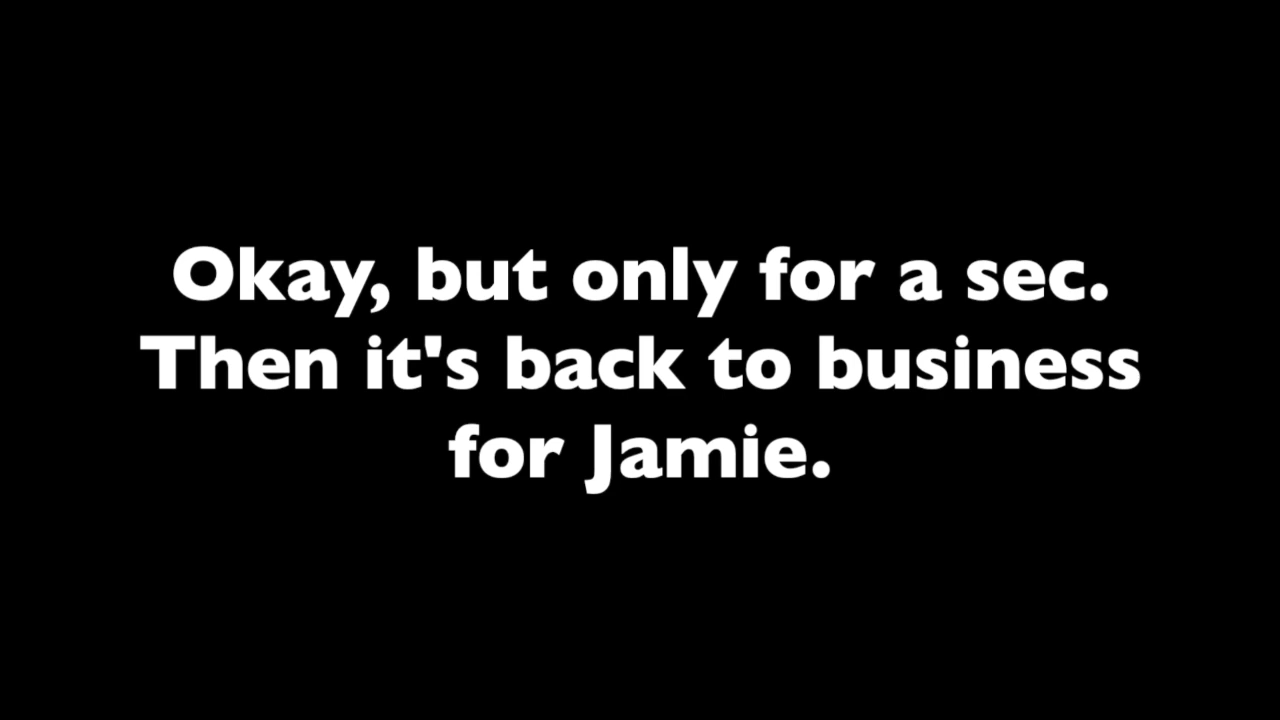 Okay, but only for a sec.
Then it's back to business
for Jamie.